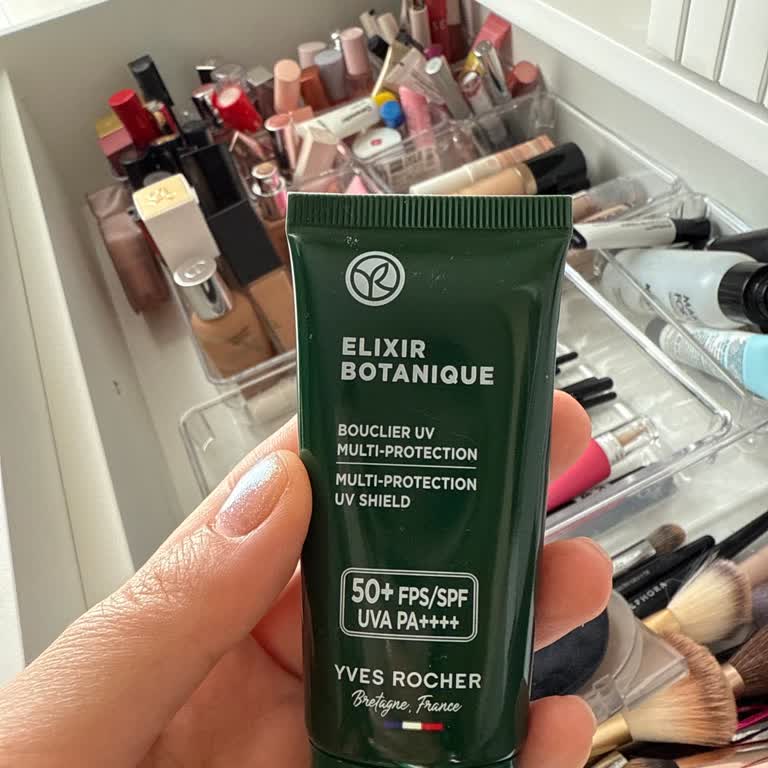 ELIXIR
BOTANIQUE
BOUCLIER UV
MULTI-PROTECTION
MULTI-PROTECTION
UV SHIELD
50+ FPS/SPF
UVA PA++++
YVES ROCHER
Bretagne, France
SEPHORA